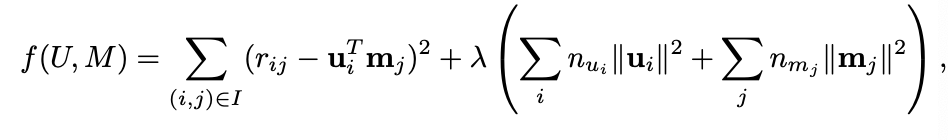 f(U, M) = \sum_{(i,j)\in I} (r_{ij} - \mathbf{u}_i^T \mathbf{m}_j)^2 + \lambda \left( \sum_i n_{u_i} \|\mathbf{u}_i\|^2 + \sum_j n_{m_j} \|\mathbf{m}_j\|^2 \right),